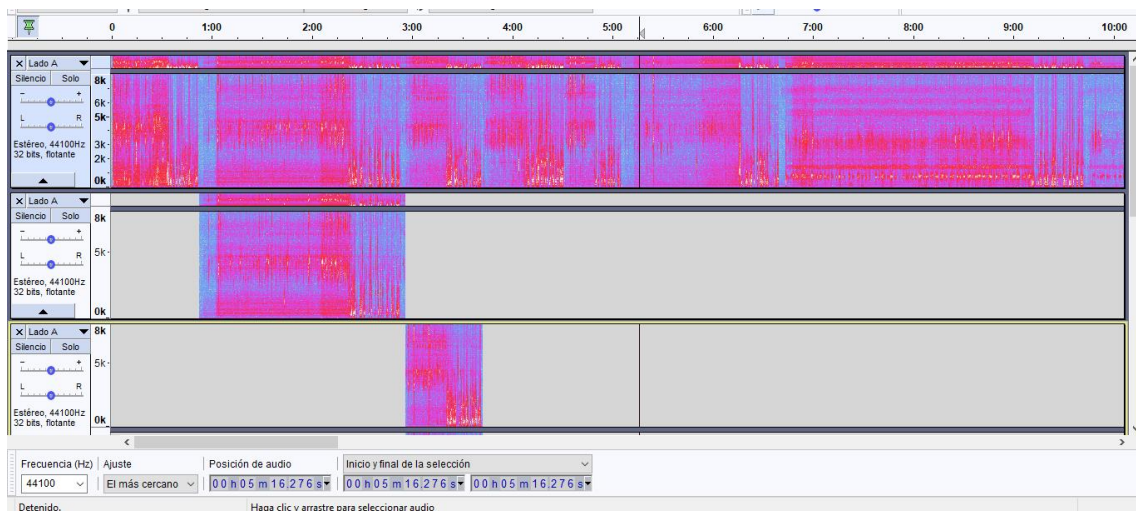 0 1:00 2:00 3:00 4:00 5:00 6:00 7:00 8:00 9:00 10:00
x Lado A ▼
Silencio Solo
- +
L R
Estéreo, 44100Hz
32 bits, flotante
8k
6k
5k
3k
2k
0k
x Lado A ▼
Silencio Solo
- +
L R
Estéreo, 44100Hz
32 bits, flotante
8k
5k
0k
x Lado A ▼
Silencio Solo
- +
L R
Estéreo, 44100Hz
32 bits, flotante
8k
5k
0k
Frecuencia (Hz) Ajuste Posición de audio Inicio y final de la selección
44100 El más cercano 00 h 05 m 16,276 s 00 h 05 m 16,276 s 00 h 05 m 16,276 s
Detenido. Haga clic y arrastre para seleccionar audio